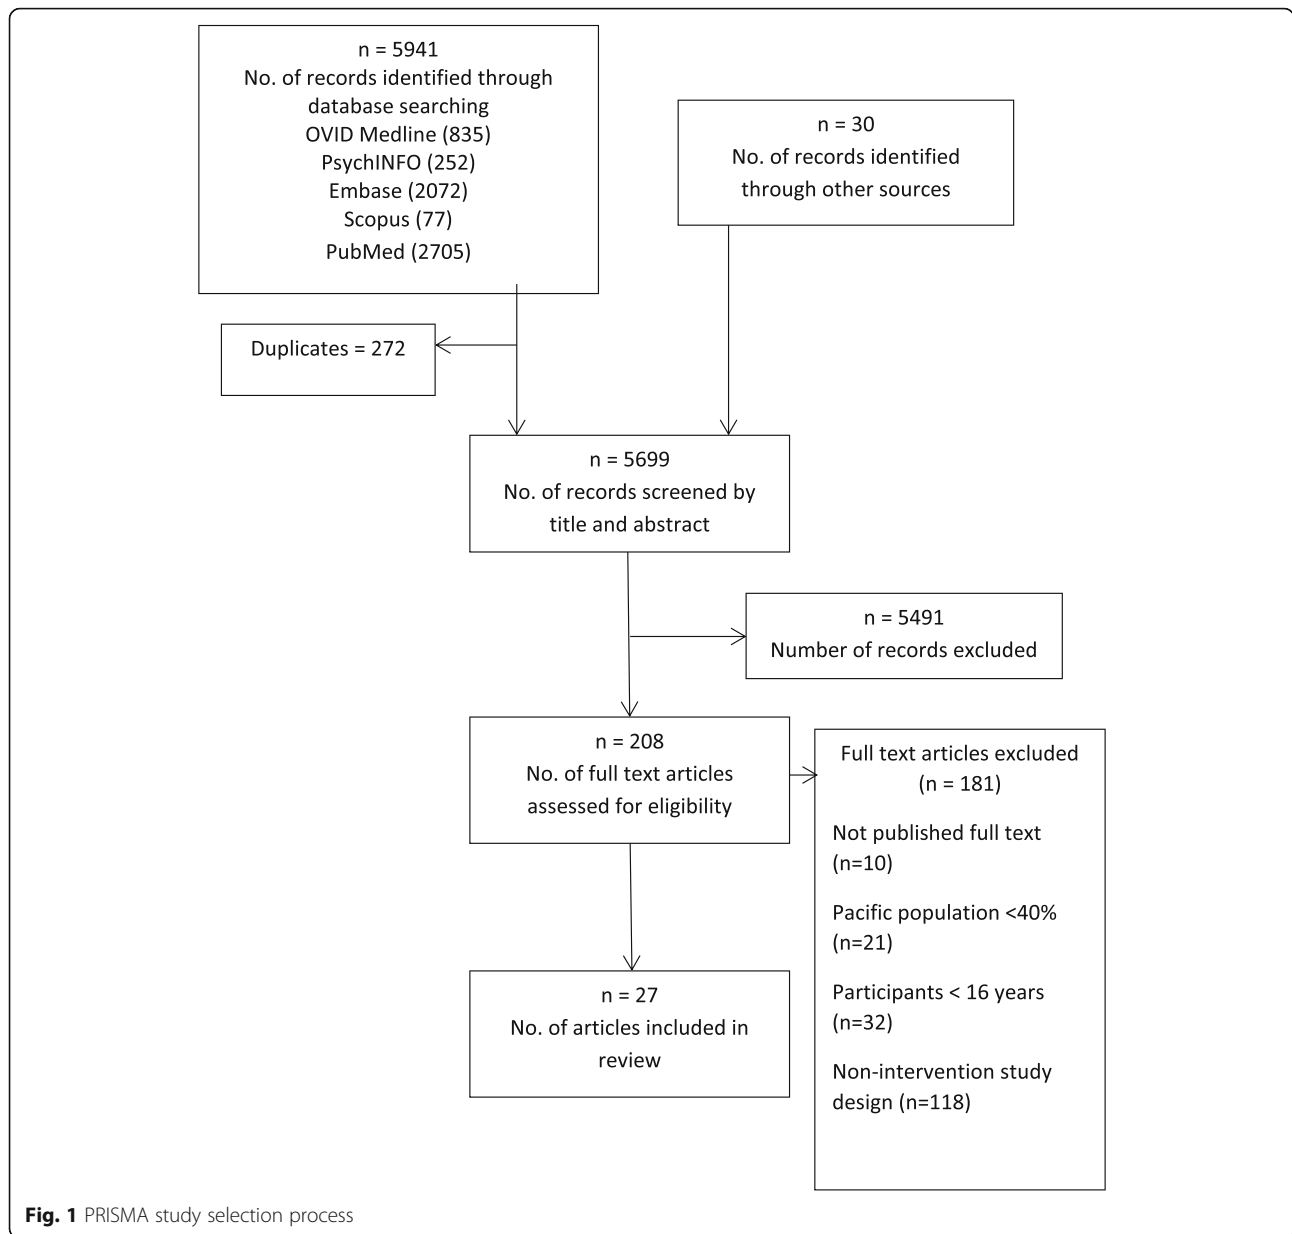 n = 5941
No. of records identified through
database searching
OVID Medline (835)
PsychINFO (252)
Embase (2072)
Scopus (77)
PubMed (2705)
n = 30
No. of records identified
through other sources
Duplicates = 272
n = 5699
No. of records screened by
title and abstract
n = 5491
Number of records excluded
n = 208
No. of full text articles
assessed for eligibility
Full text articles excluded
(n = 181)
Not published full text
(n=10)
Pacific population <40%
(n=21)
Participants < 16 years
(n=32)
Non-intervention study
design (n=118)
n = 27
No. of articles included in
review
Fig. 1 PRISMA study selection process